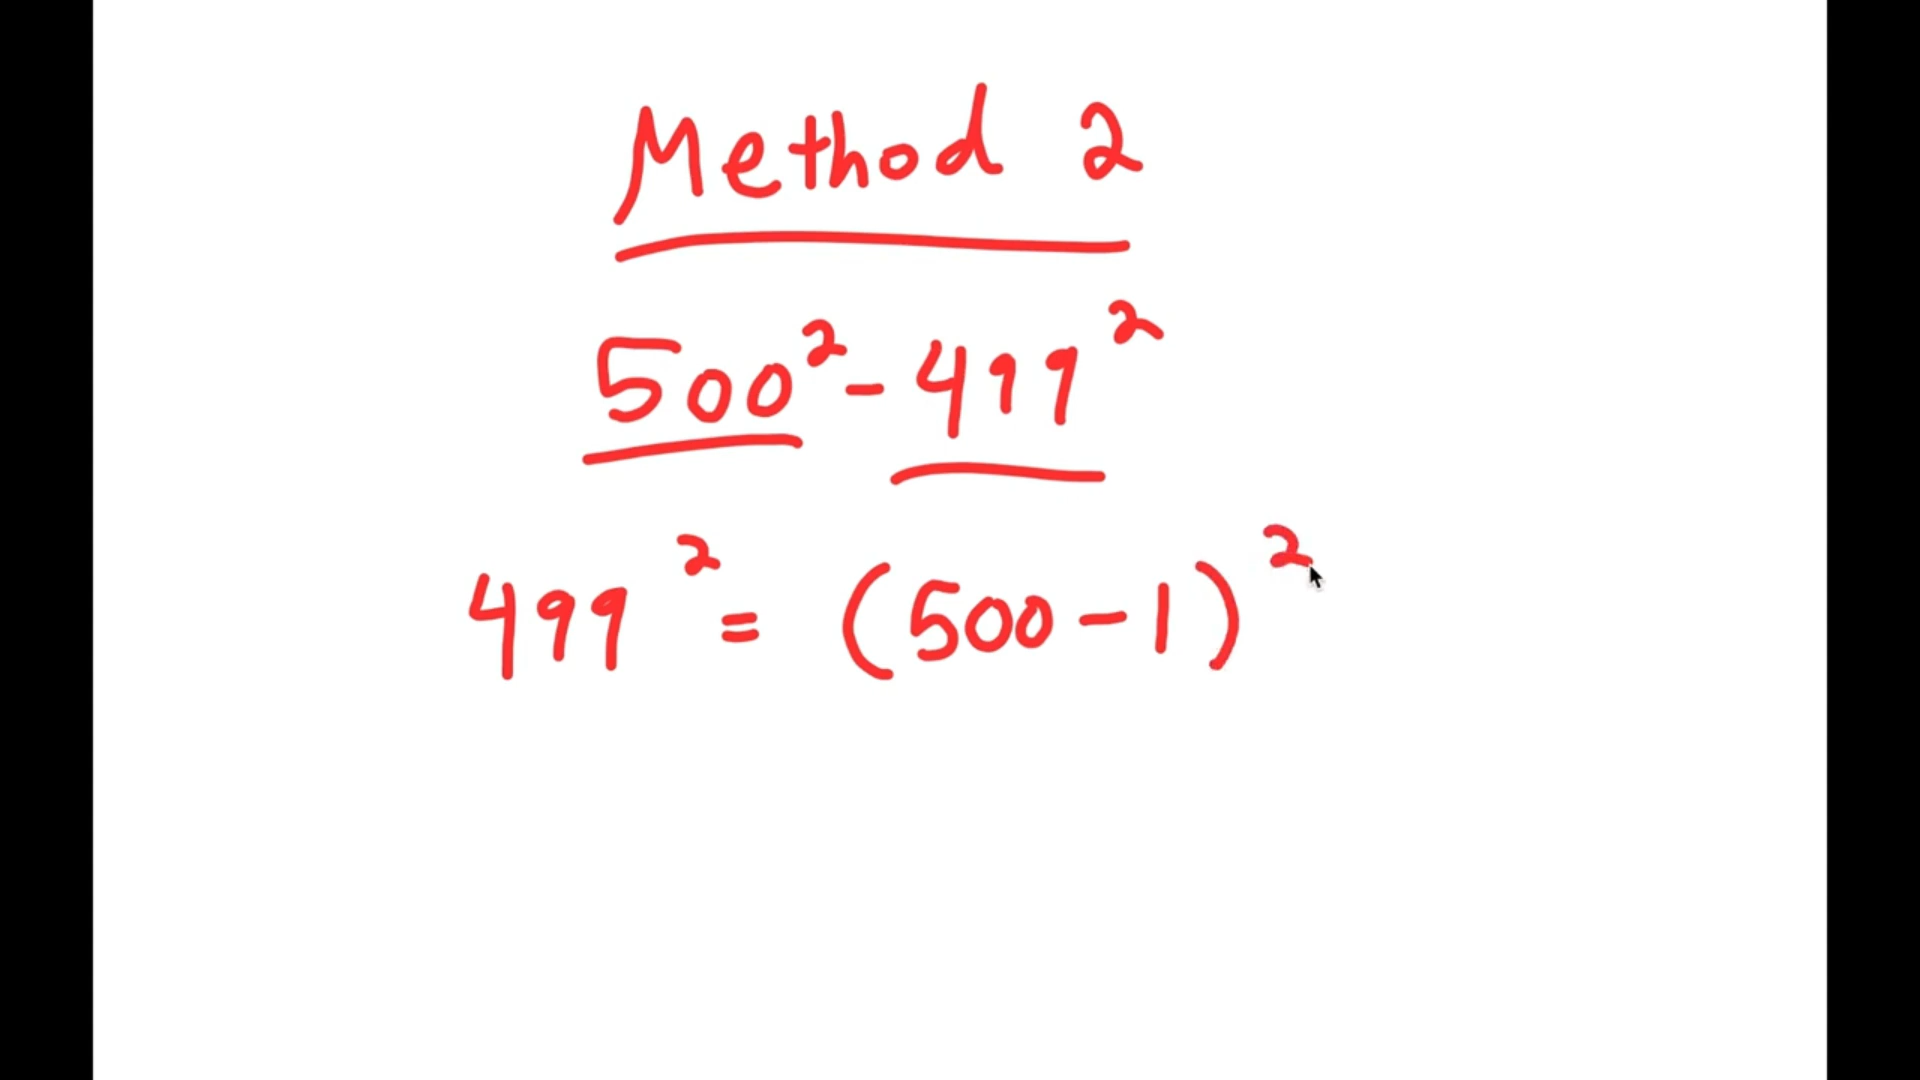 Method 2
500² - 499²
499² = (500 - 1)²